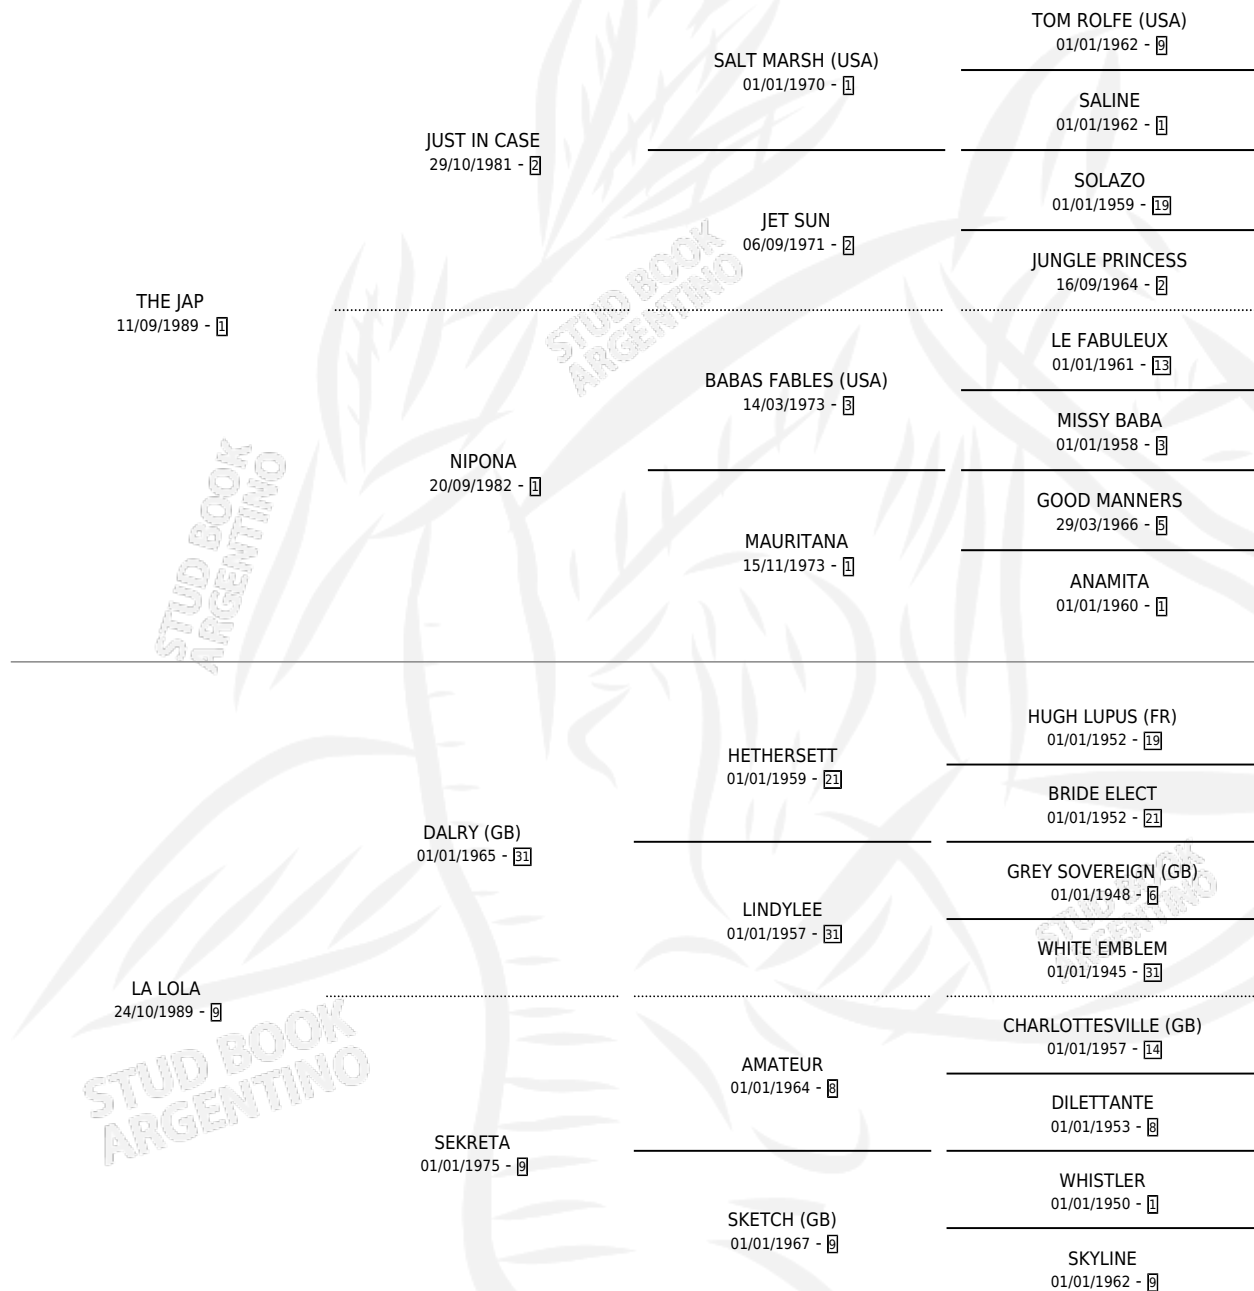 TOM ROLFE (USA)
01/01/1962 - 9
SALT MARSH (USA)
01/01/1970 - 1
SALINE
01/01/1962 - 1
JUST IN CASE
29/10/1981 - 2
SOLAZO
01/01/1959 - 19
JET SUN
06/09/1971 - 2
JUNGLE PRINCESS
16/09/1964 - 2
THE JAP
11/09/1989 - 1
LE FABULEUX
01/01/1961 - 13
BABAS FABLES (USA)
14/03/1973 - 3
MISSY BABA
01/01/1958 - 3
NIPONA
20/09/1982 - 1
GOOD MANNERS
29/03/1966 - 5
MAURITANA
15/11/1973 - 1
ANAMITA
01/01/1960 - 1
HUGH LUPUS (FR)
01/01/1952 - 19
HETHERSETT
01/01/1959 - 21
BRIDE ELECT
01/01/1952 - 21
DALRY (GB)
01/01/1965 - 31
GREY SOVEREIGN (GB)
01/01/1948 - 6
LINDYLEE
01/01/1957 - 31
WHITE EMBLEM
01/01/1945 - 31
LA LOLA
24/10/1989 - 9
CHARLOTTESVILLE (GB)
01/01/1957 - 14
AMATEUR
01/01/1964 - 8
DILETTANTE
01/01/1953 - 8
SEKRETA
01/01/1975 - 9
WHISTLER
01/01/1950 - 1
SKETCH (GB)
01/01/1967 - 9
SKYLINE
01/01/1962 - 9
STUD BOOK
ARGENTINO
STUD BOOK
ARGENTINO
STUD BOOK
ARGENTINO
STUD BOOK
ARGENTINO